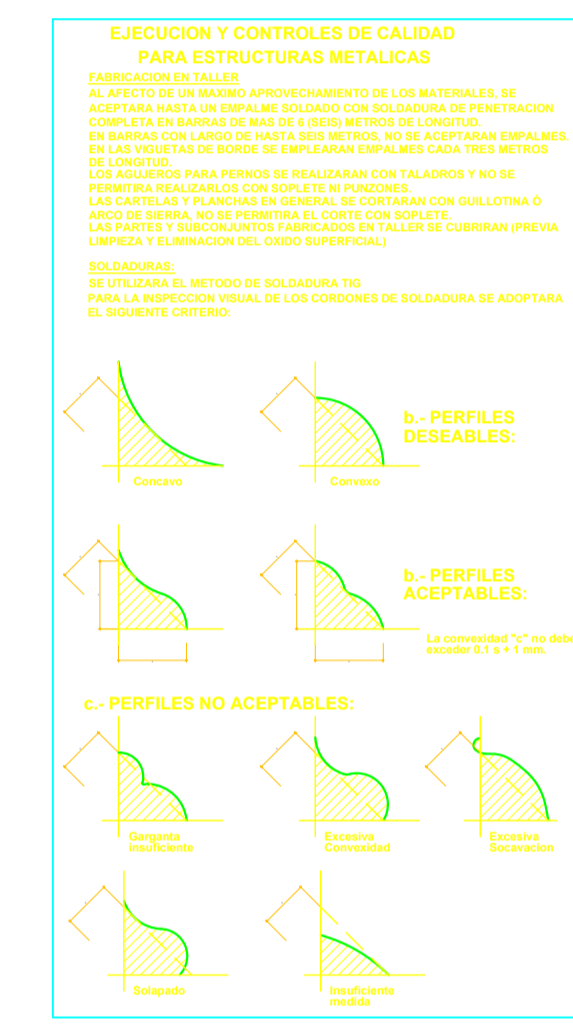 EJECUCION Y CONTROLES DE CALIDAD
PARA ESTRUCTURAS METALICAS
FABRICACION EN TALLER
AL AFECTO DE UN MAXIMO APROVECHAMIENTO DE LOS MATERIALES, SE
ACEPTARA HASTA UN EMPALME SOLDADO CON SOLDADURA DE PENETRACION
COMPLETA EN BARRAS DE MAS DE 6 (SEIS) METROS DE LONGITUD.
EN BARRAS CON LARGO DE HASTA SEIS METROS, NO SE ACEPTARAN EMPALMES.
EN LAS VIGUETAS DE BORDE SE EMPLEARAN EMPALMES CADA TRES METROS
DE LONGITUD.
LOS AGUJEROS PARA PERNOS SE REALIZARAN CON TALADROS Y NO SE
PERMITIRA REALIZARLOS CON SOPLETE NI PUNZONES.
LAS CARTELAS Y PLANCHAS EN GENERAL SE CORTARAN CON GUILLOTINA Ó
ARCO DE SIERRA, NO SE PERMITIRA EL CORTE CON SOPLETE.
LAS PARTES Y SUBCONJUNTOS FABRICADOS EN TALLER SE CUBRIRAN (PREVIA
LIMPIEZA Y ELIMINACION DEL OXIDO SUPERFICIAL)
SOLDADURAS:
SE UTILIZARA EL METODO DE SOLDADURA TIG
PARA LA INSPECCION VISUAL DE LOS CORDONES DE SOLDADURA SE ADOPTARA
EL SIGUIENTE CRITERIO:
b.- PERFILES
DESEABLES:
Concavo
Convexo
b.- PERFILES
ACEPTABLES:
La convexidad "c" no debe
exceder 0.1 s + 1 mm.
c.- PERFILES NO ACEPTABLES:
Garganta
insuficiente
Excesiva
Convexidad
Excesiva
Socavacion
Solapado
Insuficiente
medida